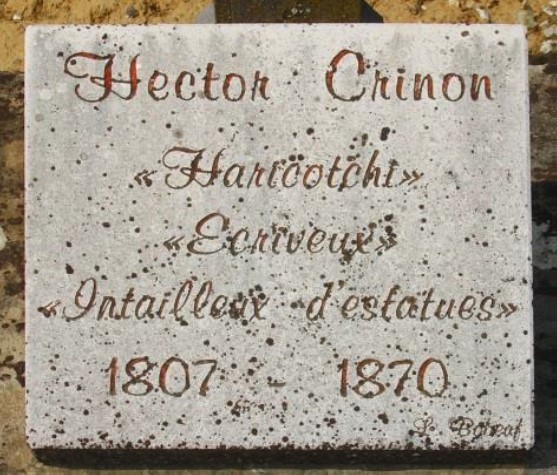 Hector Crinon
«Haricotchi»
«Ecriveux»
«Intailleux d'estatues»
1807 - 1870